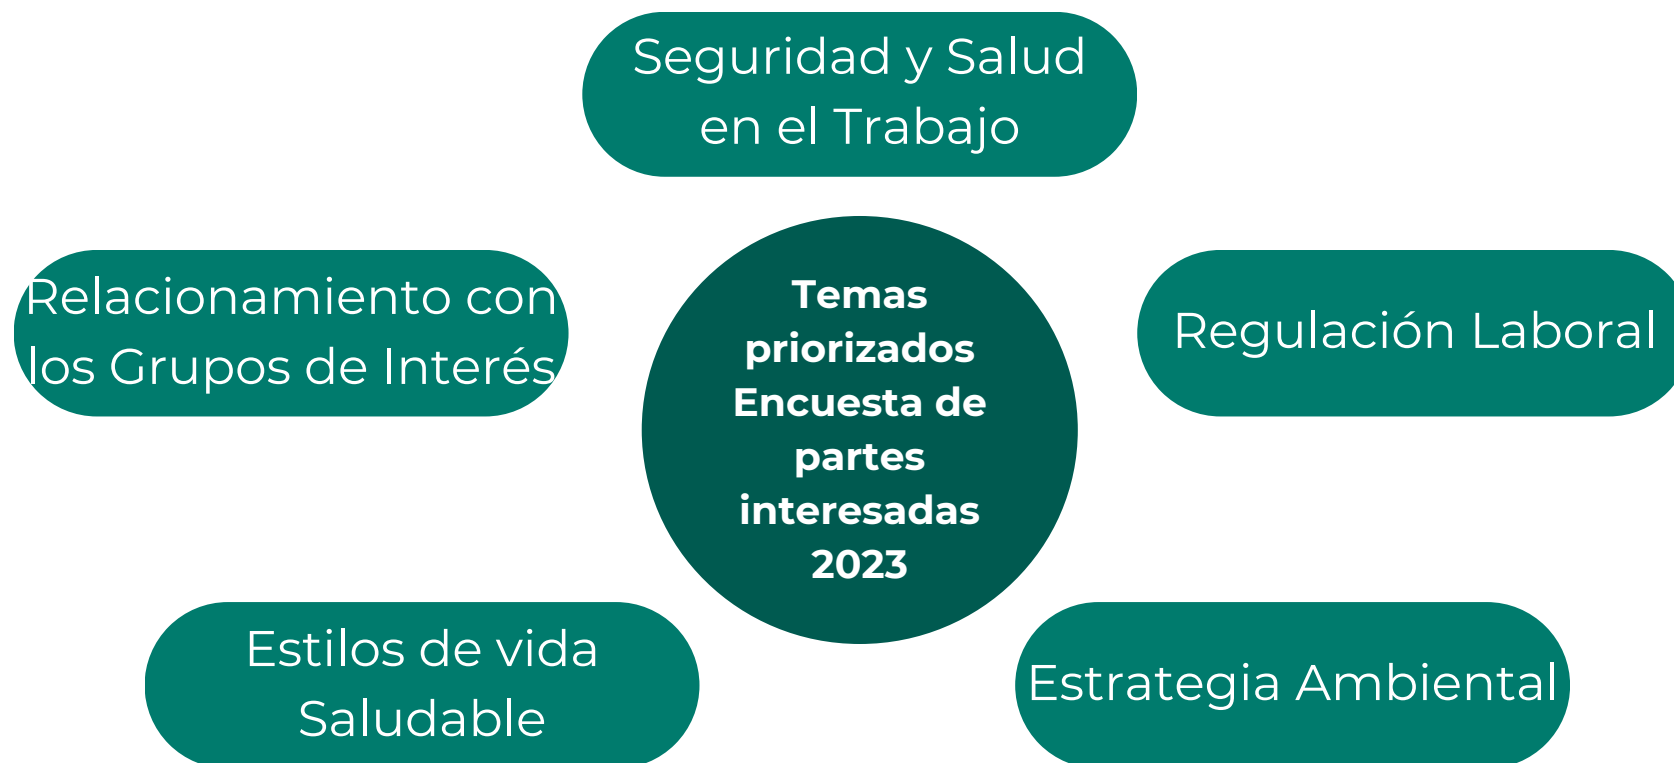 Seguridad y Salud
en el Trabajo
Relacionamiento con
los Grupos de Interés
Temas
priorizados
Encuesta de
partes
interesadas
2023
Regulación Laboral
Estilos de vida
Saludable
Estrategia Ambiental